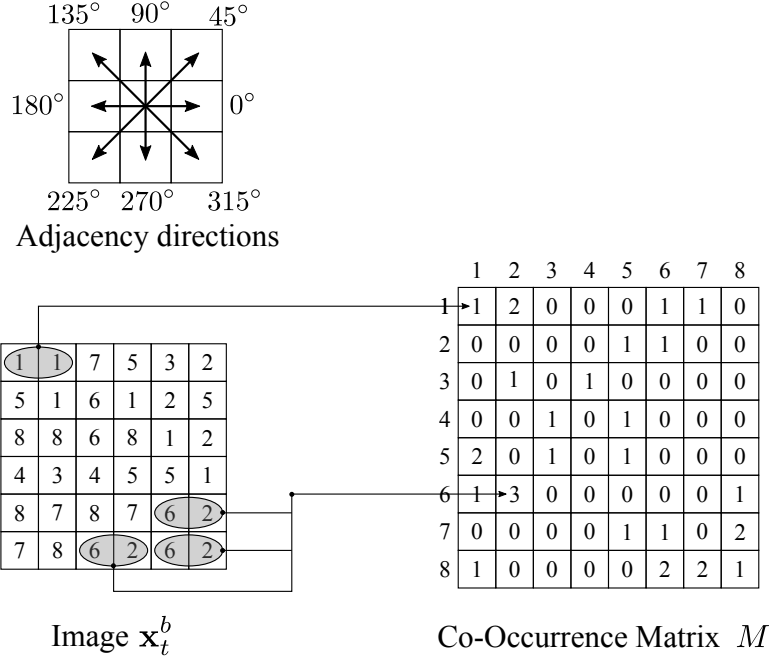 135° 90° 45°
180° 0°
225° 270° 315°
Adjacency directions
1 2 3 4 5 6 7 8
1 1 2 0 0 0 1 1 0
2 0 0 0 0 1 1 0 0
3 0 1 0 1 0 0 0 0
4 0 0 1 0 1 0 0 0
5 2 0 1 0 1 0 0 0
6 1 3 0 0 0 0 0 1
7 0 0 0 0 1 1 0 2
8 1 0 0 0 0 2 2 1
1 1 7 5 3 2
5 1 6 1 2 5
8 8 6 8 1 2
4 3 4 5 5 1
8 7 8 7 6 2
7 8 6 2 6 2
Image x_t^b
Co-Occurrence Matrix M